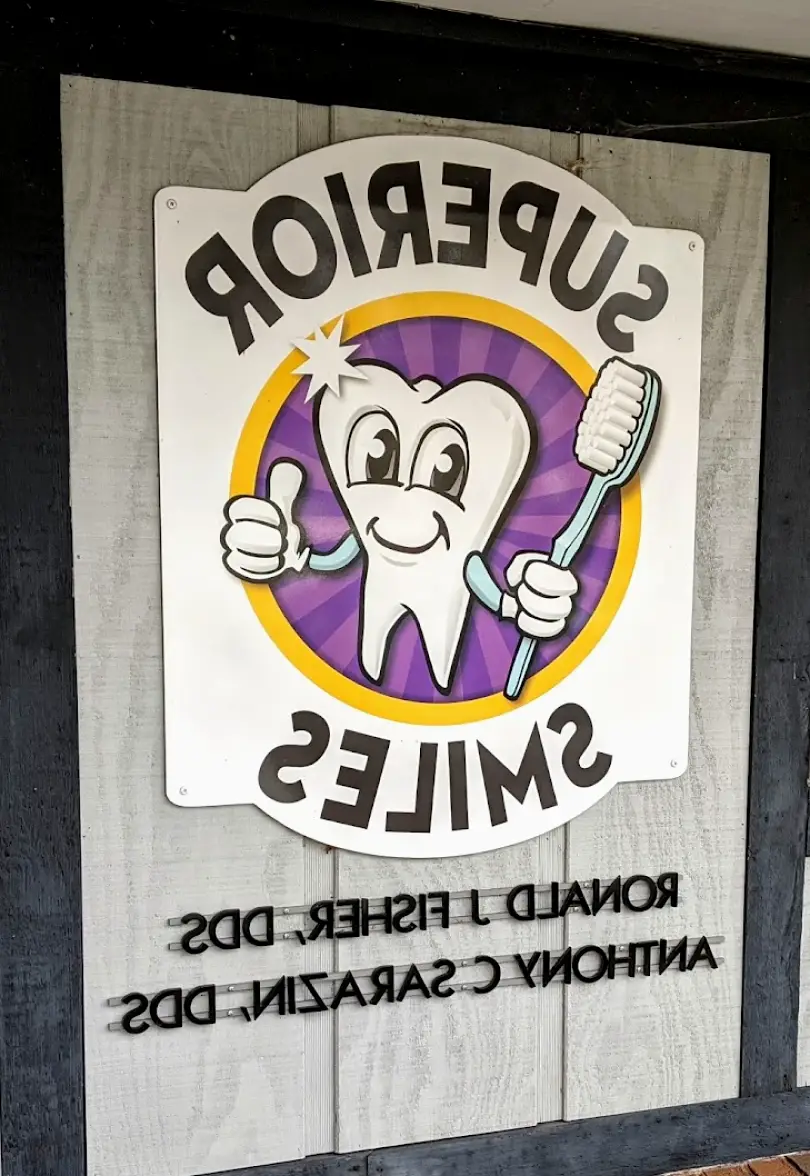 SUPERIOR
SMILES
RONALD J FISHER, DDS
ANTHONY C SARAZIN, DDS